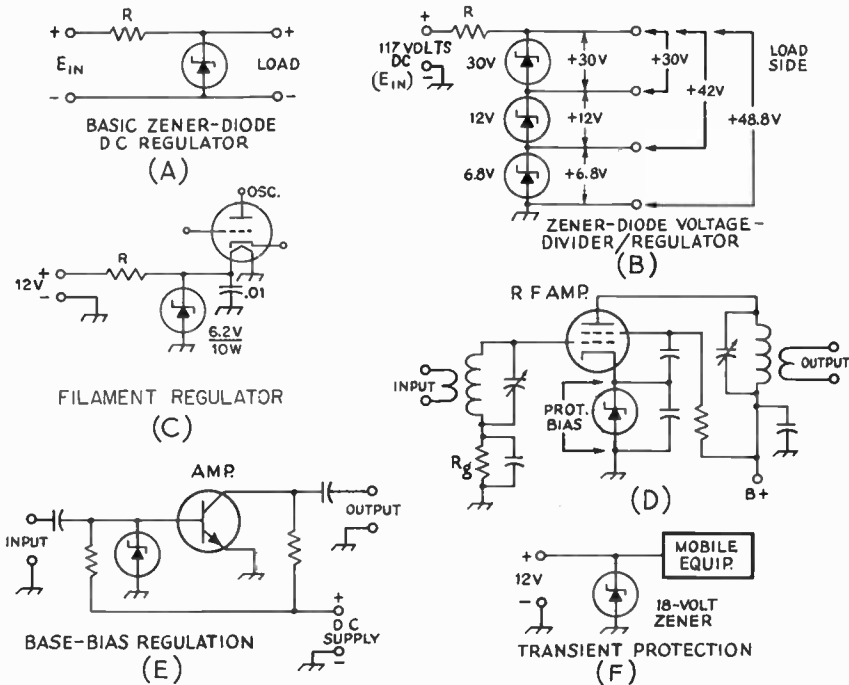 R
+
+
E IN
LOAD
-
-
BASIC ZENER-DIODE
DC REGULATOR
(A)
+
R
117 VOLTS
DC
(E IN)
-
30V
12V
6.8V
+30V
+12V
+6.8V
+30V
+42V
+48.8V
LOAD
SIDE
ZENER-DIODE VOLTAGE-
DIVIDER/REGULATOR
(B)
OSC.
R
+
12V
-
.01
6.2V
10W
FILAMENT REGULATOR
(C)
RF AMP.
INPUT
OUTPUT
PROT.
BIAS
Rg
B+
(D)
AMP.
INPUT
OUTPUT
+
DC
SUPPLY
-
BASE-BIAS REGULATION
(E)
+
12V
-
MOBILE
EQUIP.
18-VOLT
ZENER
TRANSIENT PROTECTION
(F)